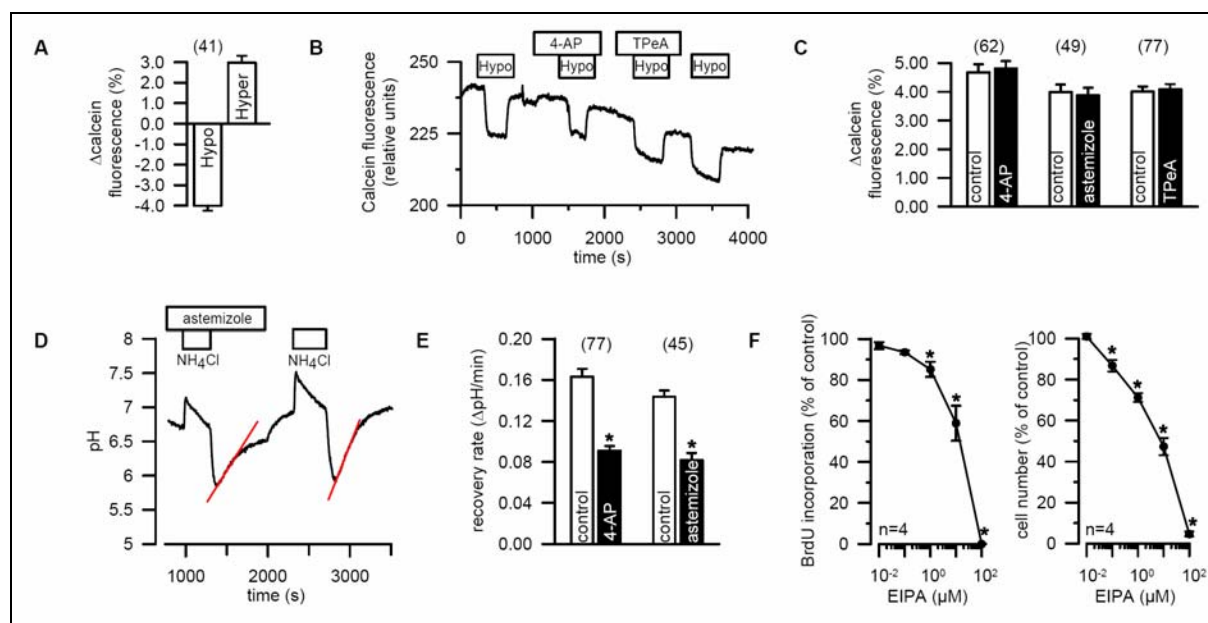 A
(41)
Δcalcein
fluorescence (%)
3.0
2.0
1.0
0.0
-1.0
-2.0
-3.0
-4.0
Hypo
Hyper
B
4-AP
TPeA
Hypo
Hypo
Hypo
Hypo
Calcein fluorescence
(relative units)
250
225
200
0
1000
2000
3000
4000
time (s)
C
(62)
(49)
(77)
Δcalcein
fluorescence (%)
5.00
4.00
3.00
2.00
1.00
0.00
control
4-AP
control
astemizole
control
TPeA
D
astemizole
NH4Cl
NH4Cl
pH
8
7.5
7
6.5
6
5.5
5
1000
2000
3000
time (s)
E
(77)
(45)
recovery rate (ΔpH/min)
0.20
0.16
0.12
0.08
0.04
0.00
control
4-AP
*
control
astemizole
*
F
BrdU incorporation (% of control)
100
80
60
40
20
0
*
*
*
n=4
10-2
100
102
EIPA (µM)
cell number (% of control)
100
80
60
40
20
0
*
*
*
*
n=4
10-2
100
102
EIPA (µM)